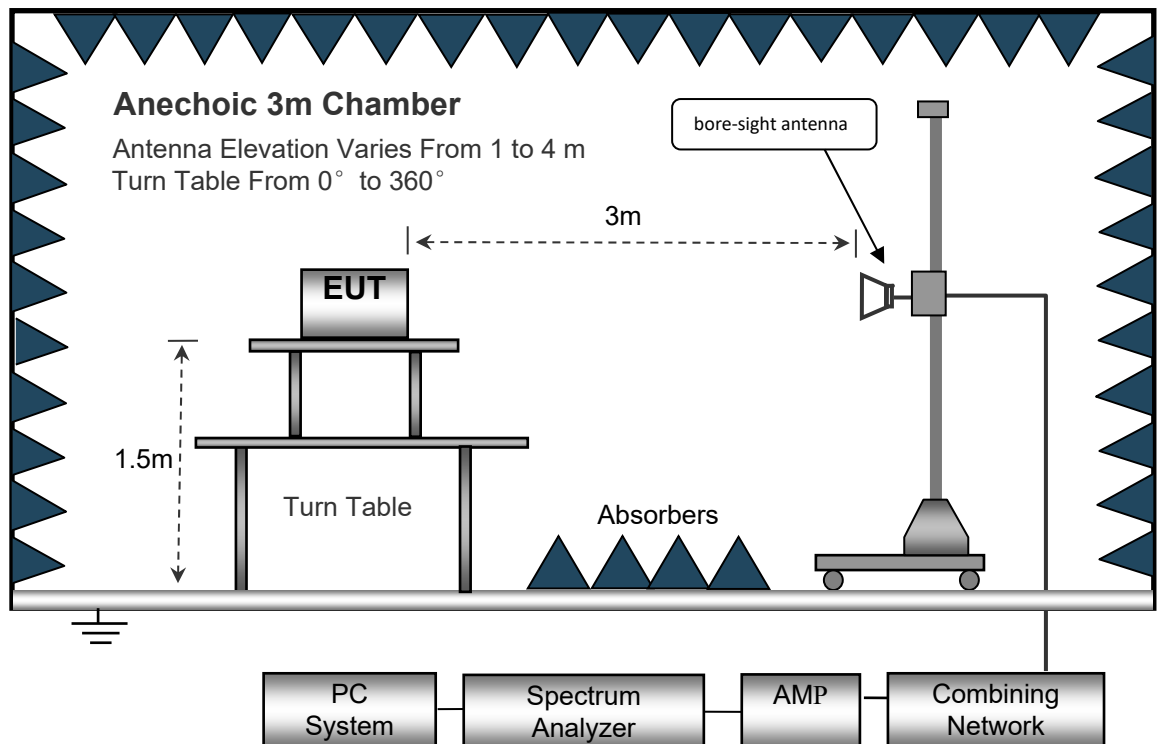 Anechoic 3m Chamber
Antenna Elevation Varies From 1 to 4 m
Turn Table From 0° to 360°
bore-sight antenna
3m
EUT
1.5m
Turn Table
Absorbers
PC
System
Spectrum
Analyzer
AMP
Combining
Network